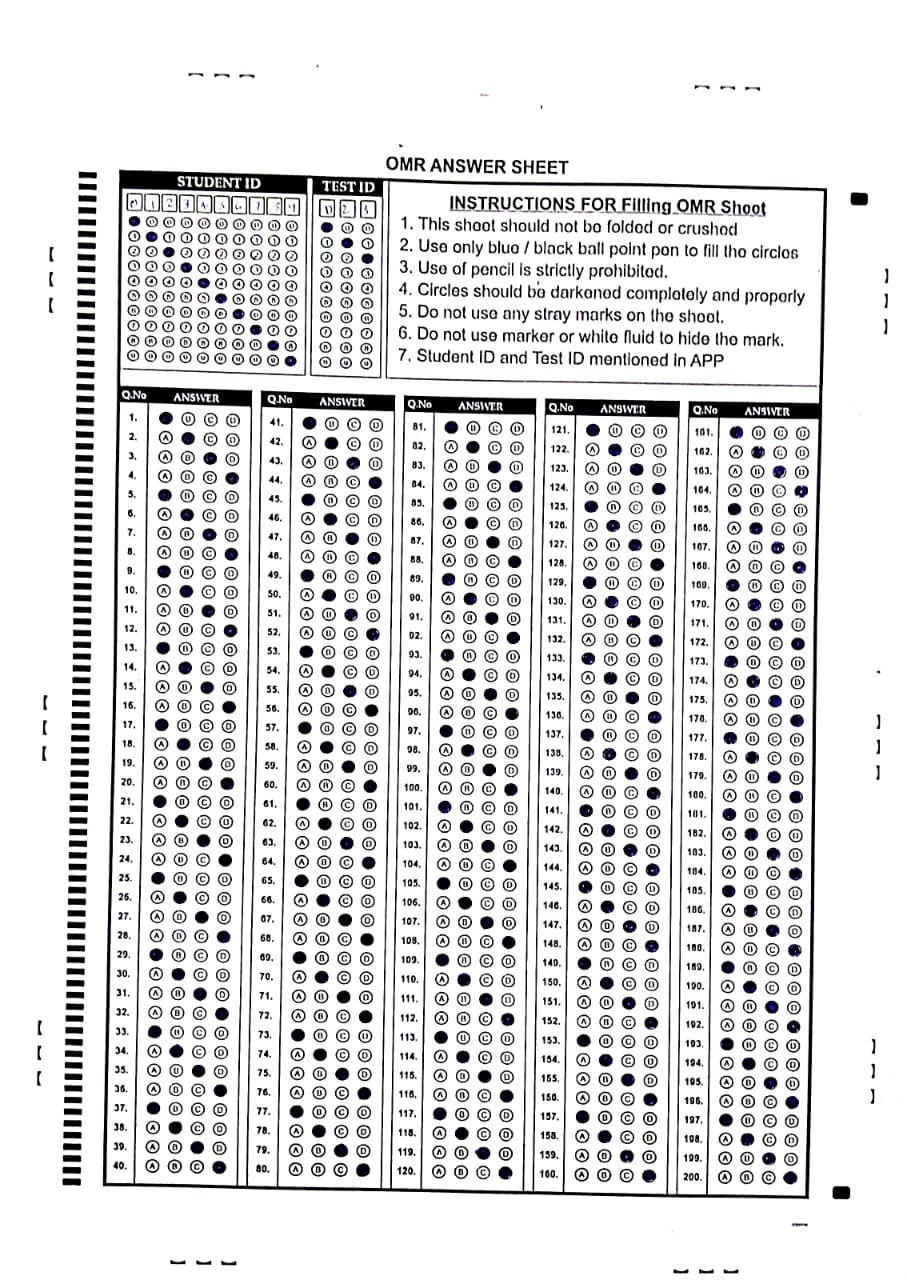 OMR ANSWER SHEET
STUDENT ID TEST ID
0 1 2 3 4 5 6 7 8 9
INSTRUCTIONS FOR Filling OMR Sheet
1. This sheet should not be folded or crushed
2. Use only blue / black ball point pen to fill the circles
3. Use of pencil is strictly prohibited.
4. Circles should be darkened completely and properly
5. Do not use any stray marks on the sheet.
6. Do not use marker or white fluid to hide the mark.
7. Student ID and Test ID mentioned in APP
Q.No ANSWER Q.No ANSWER Q.No ANSWER Q.No ANSWER Q.No ANSWER
1. B C D 41. B C D 81. B C D 121. B C D 161. B C D
2. A C D 42. A C D 82. A C D 122. A C D 162. A C D
3. A B D 43. A B D 83. A B D 123. A B D 163. A B D
4. A B C 44. A B C 84. A B C 124. A B C 164. A B C
5. B C D 45. B C D 85. B C D 125. B C D 165. B C D
6. A C D 46. A C D 86. A C D 126. A C D 166. A C D
7. A B D 47. A B D 87. A B D 127. A B D 167. A B D
8. A B C 48. A B C 88. A B C 128. A B C 168. A B C
9. B C D 49. B C D 89. B C D 129. B C D 169. B C D
10. A C D 50. A C D 90. A C D 130. A C D 170. A C D
11. A B D 51. A B D 91. A B D 131. A B D 171. A B D
12. A B C 52. A B C 92. A B C 132. A B C 172. A B C
13. B C D 53. B C D 93. B C D 133. B C D 173. B C D
14. A C D 54. A C D 94. A C D 134. A C D 174. A C D
15. A B D 55. A B D 95. A B D 135. A B D 175. A B D
16. A B C 56. A B C 96. A B C 136. A B C 176. A B C
17. B C D 57. B C D 97. B C D 137. B C D 177. B C D
18. A C D 58. A C D 98. A C D 138. A C D 178. A C D
19. A B D 59. A B D 99. A B D 139. A B D 179. A B D
20. A B C 60. A B C 100. A B C 140. A B C 180. A B C
21. B C D 61. B C D 101. B C D 141. B C D 181. B C D
22. A C D 62. A C D 102. A C D 142. A C D 182. A C D
23. A B D 63. A B D 103. A B D 143. A B D 183. A B D
24. A B C 64. A B C 104. A B C 144. A B C 184. A B C
25. B C D 65. B C D 105. B C D 145. B C D 185. B C D
26. A C D 66. A C D 106. A C D 146. A C D 186. A C D
27. A B D 67. A B D 107. A B D 147. A B D 187. A B D
28. A B C 68. A B C 108. A B C 148. A B C 188. A B C
29. B C D 69. B C D 109. B C D 149. B C D 189. B C D
30. A C D 70. A C D 110. A C D 150. A C D 190. A C D
31. A B D 71. A B D 111. A B D 151. A B D 191. A B D
32. A B C 72. A B C 112. A B C 152. A B C 192. A B C
33. B C D 73. B C D 113. B C D 153. B C D 193. B C D
34. A C D 74. A C D 114. A C D 154. A C D 194. A C D
35. A B D 75. A B D 115. A B D 155. A B D 195. A B D
36. A B C 76. A B C 116. A B C 156. A B C 196. A B C
37. B C D 77. B C D 117. B C D 157. B C D 197. B C D
38. A C D 78. A C D 118. A C D 158. A C D 198. A C D
39. A B D 79. A B D 119. A B D 159. A B D 199. A B D
40. A B C 80. A B C 120. A B C 160. A B C 200. A B C